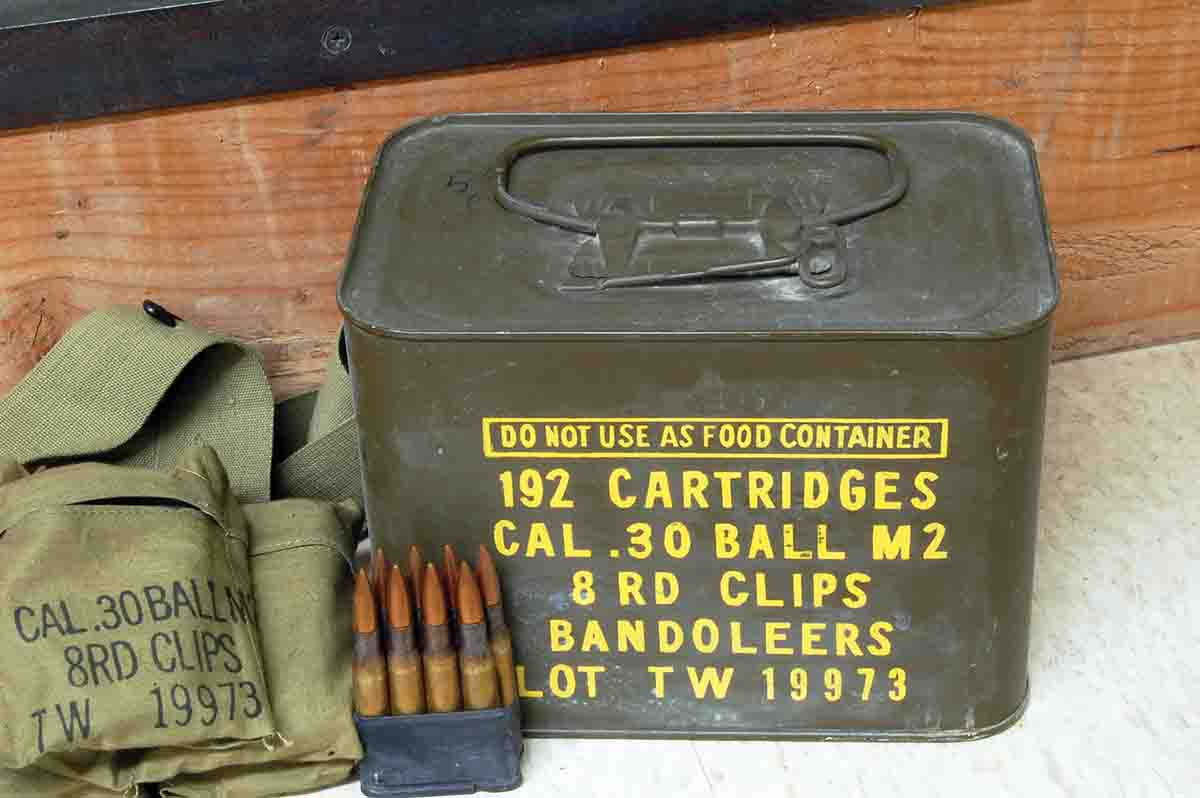 DO NOT USE AS FOOD CONTAINER
192 CARTRIDGES
CAL .30 BALL M2
8 RD CLIPS
BANDOLEERS
LOT TW 19973
CAL .30 BALL
8RD CLIPS
TW 19973